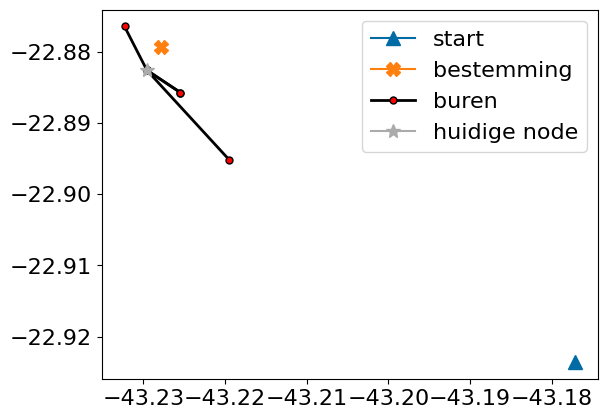 start
bestemming
buren
huidige node
−22.88
−22.89
−22.90
−22.91
−22.92
−43.23 −43.22 −43.21 −43.20 −43.19 −43.18